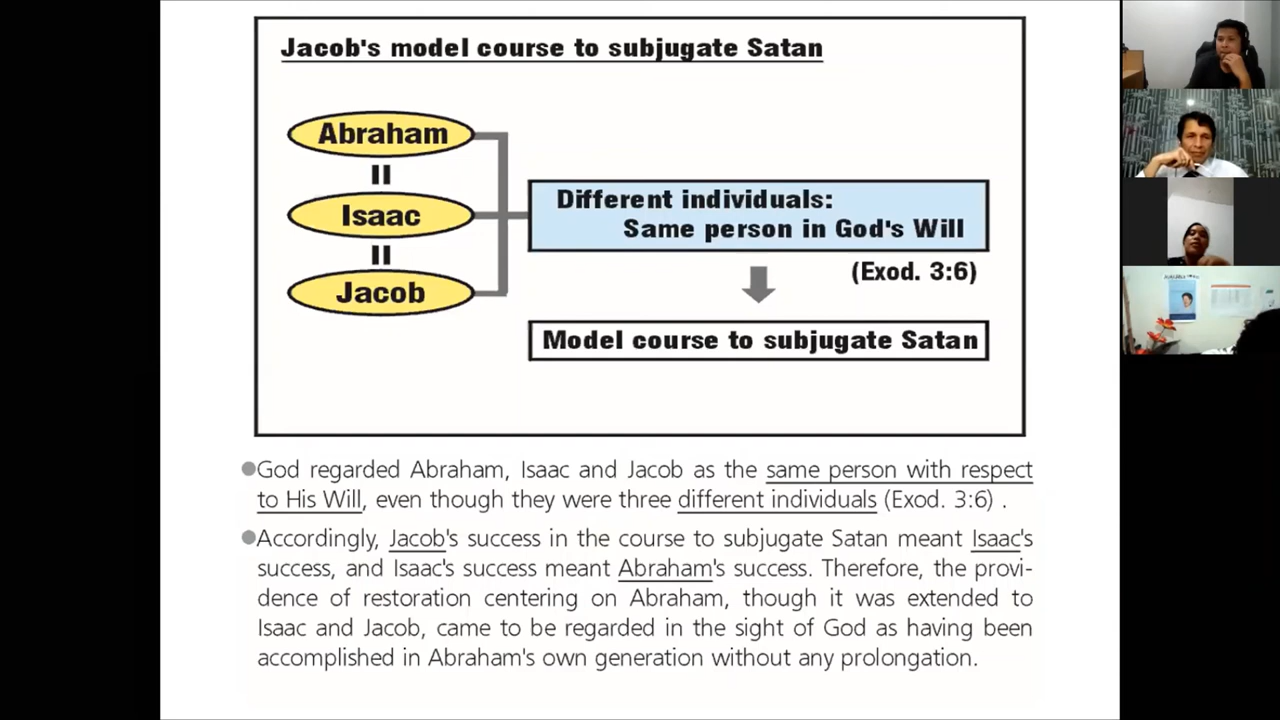 Jacob's model course to subjugate Satan
Abraham
Isaac
Jacob
Different individuals:
Same person in God's Will
(Exod. 3:6)
Model course to subjugate Satan
●God regarded Abraham, Isaac and Jacob as the same person with respect
to His Will, even though they were three different individuals (Exod. 3:6) .
●Accordingly, Jacob's success in the course to subjugate Satan meant Isaac's
success, and Isaac's success meant Abraham's success. Therefore, the provi-
dence of restoration centering on Abraham, though it was extended to
Isaac and Jacob, came to be regarded in the sight of God as having been
accomplished in Abraham's own generation without any prolongation.